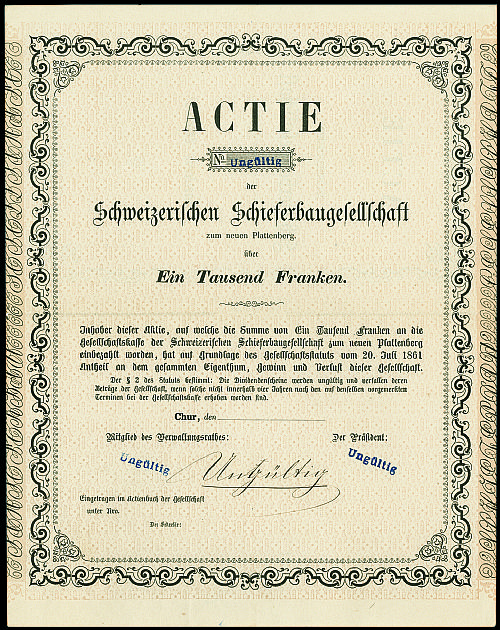 ACTIE
No Ungültig
der
Schweizerischen Schieferbaugesellschaft
zum neuen Plattenberg.
über
Ein Tausend Franken.
Inhaber dieser Aktie, auf welche die Summe von Ein Tausend Franken an die
Gesellschaftskasse der Schweizerischen Schieferbaugesellschaft zum neuen Plattenberg
einbezahlt worden, hat auf Grundlage des Gesellschaftsstatuts vom 20. Juli 1861
Antheil an dem gesammten Eigenthum, Gewinn und Verlust dieser Gesellschaft.
Der § 2 des Statuts bestimmt: Die Dividendenscheine werden ungültig und verfallen deren
Beträge der Gesellschaft, wenn solche nicht innerhalb vier Jahren nach den auf denselben vorgemerkten
Terminen bei der Gesellschaftskasse erhoben worden sind.
Chur, den
Mitglied des Verwaltungsrathes: Der Präsident:
Ungültig Ungültig Ungültig
Eingetragen im Actienbuch der Gesellschaft
unter Nro.
Der Sekretär: